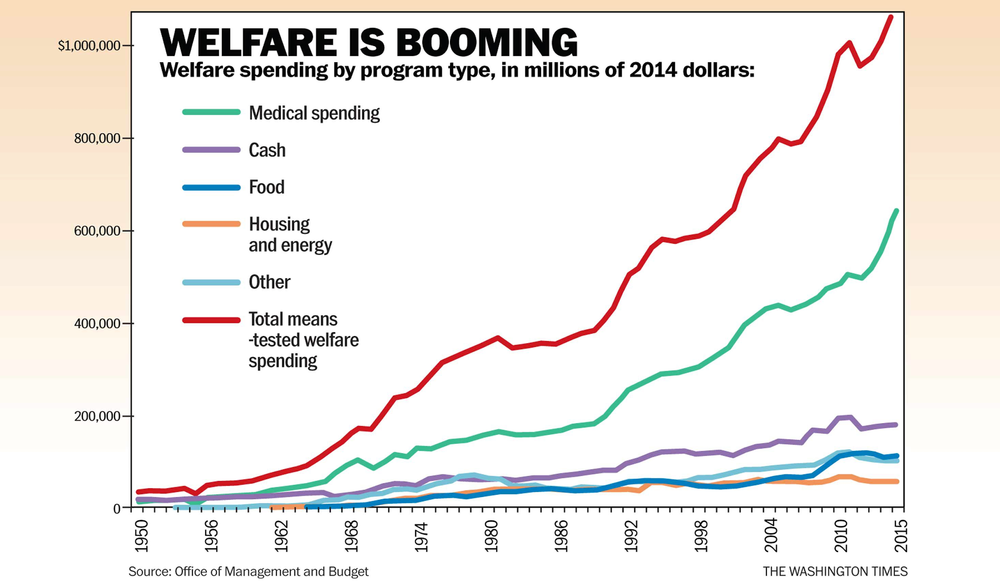 WELFARE IS BOOMING
Welfare spending by program type, in millions of 2014 dollars:
$1,000,000
800,000
600,000
400,000
200,000
0
Medical spending
Cash
Food
Housing
and energy
Other
Total means
-tested welfare
spending
1950
1956
1962
1968
1974
1980
1986
1992
1998
2004
2010
2015
Source: Office of Management and Budget
THE WASHINGTON TIMES